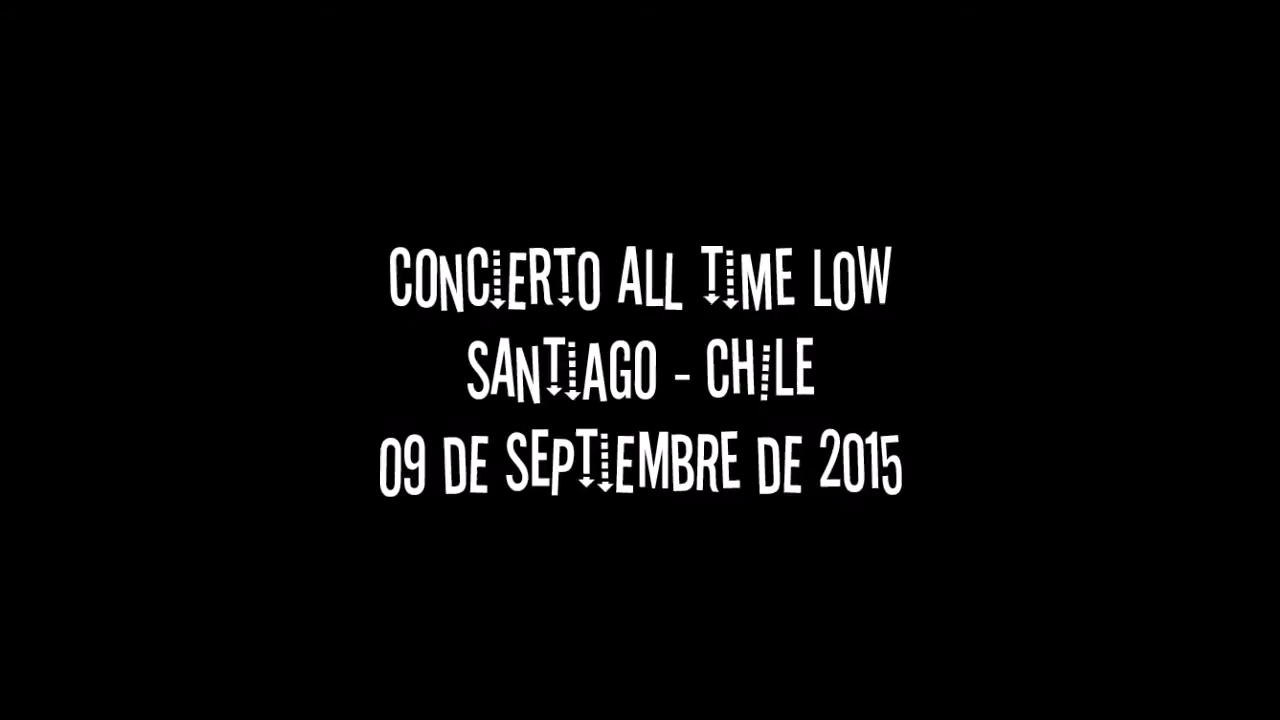 CONCIERTO ALL TIME LOW
SANTIAGO - CHILE
09 DE SEPTIEMBRE DE 2015